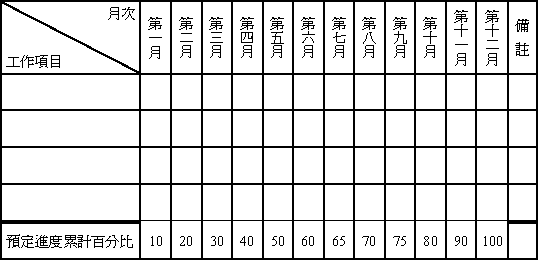 月次
工作項目
第一月 第二月 第三月 第四月 第五月 第六月 第七月 第八月 第九月 第十月 第十一月 第十二月 備註
預定進度累計百分比 10 20 30 40 50 60 65 70 75 80 90 100